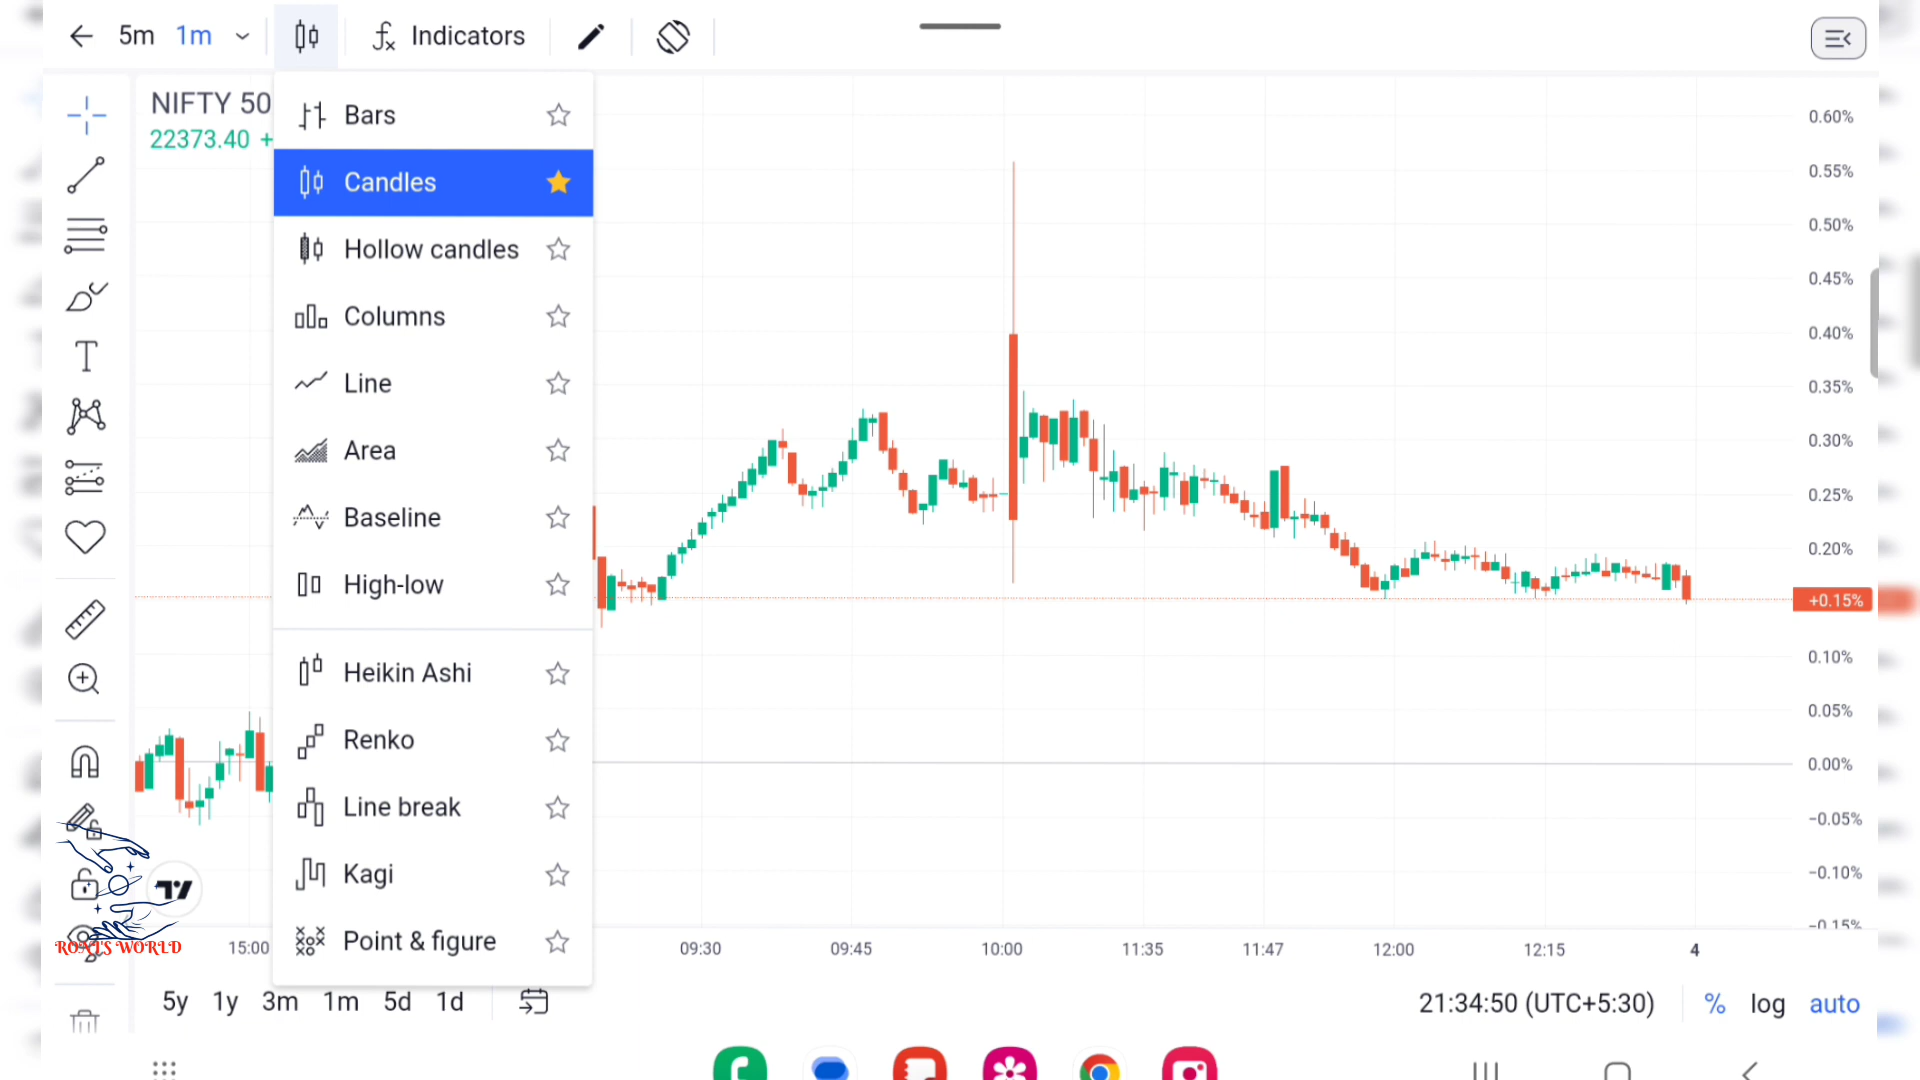 5m 1m Indicators
NIFTY 50
22373.40 +
Bars
Candles
Hollow candles
Columns
Line
Area
Baseline
High-low
Heikin Ashi
Renko
Line break
Kagi
Point & figure
0.60%
0.55%
0.50%
0.45%
0.40%
0.35%
0.30%
0.25%
0.20%
+0.15%
0.10%
0.05%
0.00%
−0.05%
−0.10%
−0.15%
15:00 09:30 09:45 10:00 11:35 11:47 12:00 12:15 4
5y 1y 3m 1m 5d 1d 21:34:50 (UTC+5:30) % log auto